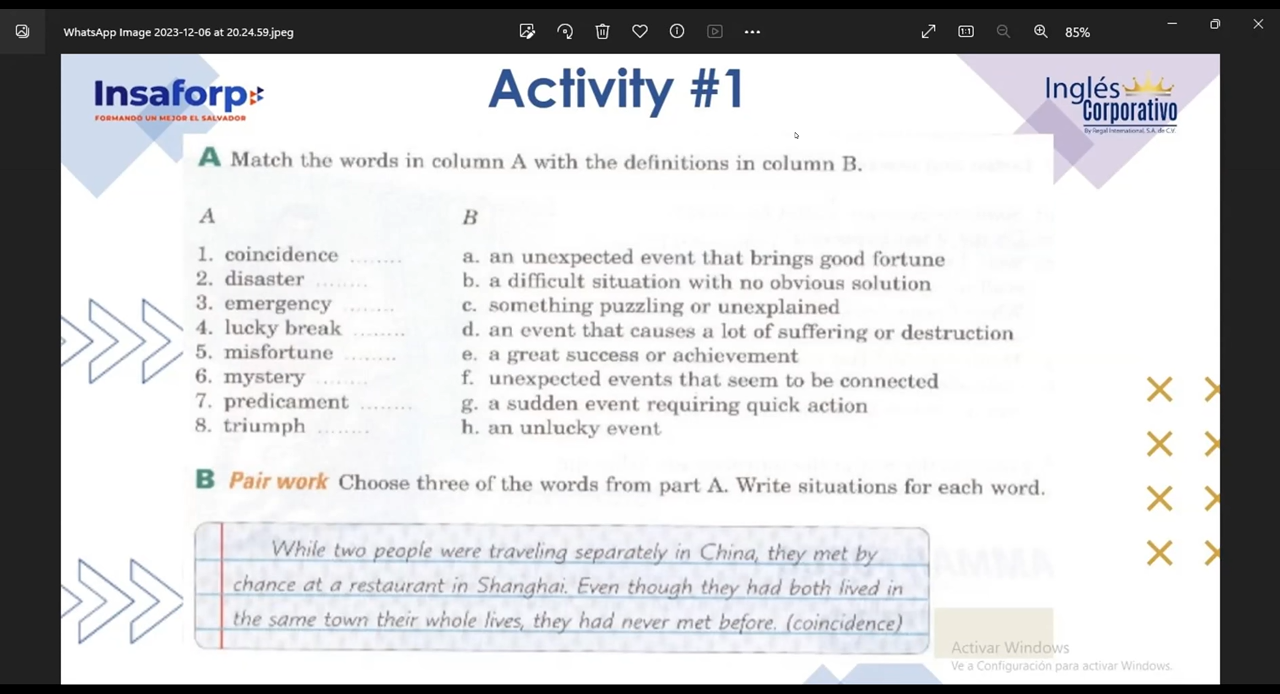 WhatsApp Image 2023-12-06 at 20.24.59.jpeg
85%
Insaforp
FORMANDO UN MEJOR EL SALVADOR
Activity #1
Inglés
Corporativo
By Regal International, S.A. de C.V.
A Match the words in column A with the definitions in column B.
A
B
1. coincidence ........
a. an unexpected event that brings good fortune
2. disaster ........
b. a difficult situation with no obvious solution
3. emergency ........
c. something puzzling or unexplained
4. lucky break ........
d. an event that causes a lot of suffering or destruction
5. misfortune ........
e. a great success or achievement
6. mystery ........
f. unexpected events that seem to be connected
7. predicament ........
g. a sudden event requiring quick action
8. triumph ........
h. an unlucky event
B Pair work Choose three of the words from part A. Write situations for each word.
While two people were traveling separately in China, they met by
chance at a restaurant in Shanghai. Even though they had both lived in
the same town their whole lives, they had never met before. (coincidence)
Activar Windows
Ve a Configuración para activar Windows.